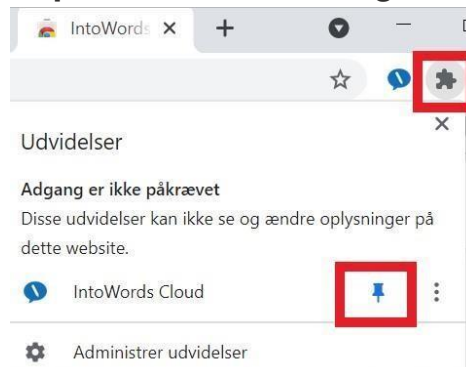 IntoWords
Udvidelser
Adgang er ikke påkrævet
Disse udvidelser kan ikke se og ændre oplysninger på
dette website.
IntoWords Cloud
Administrer udvidelser